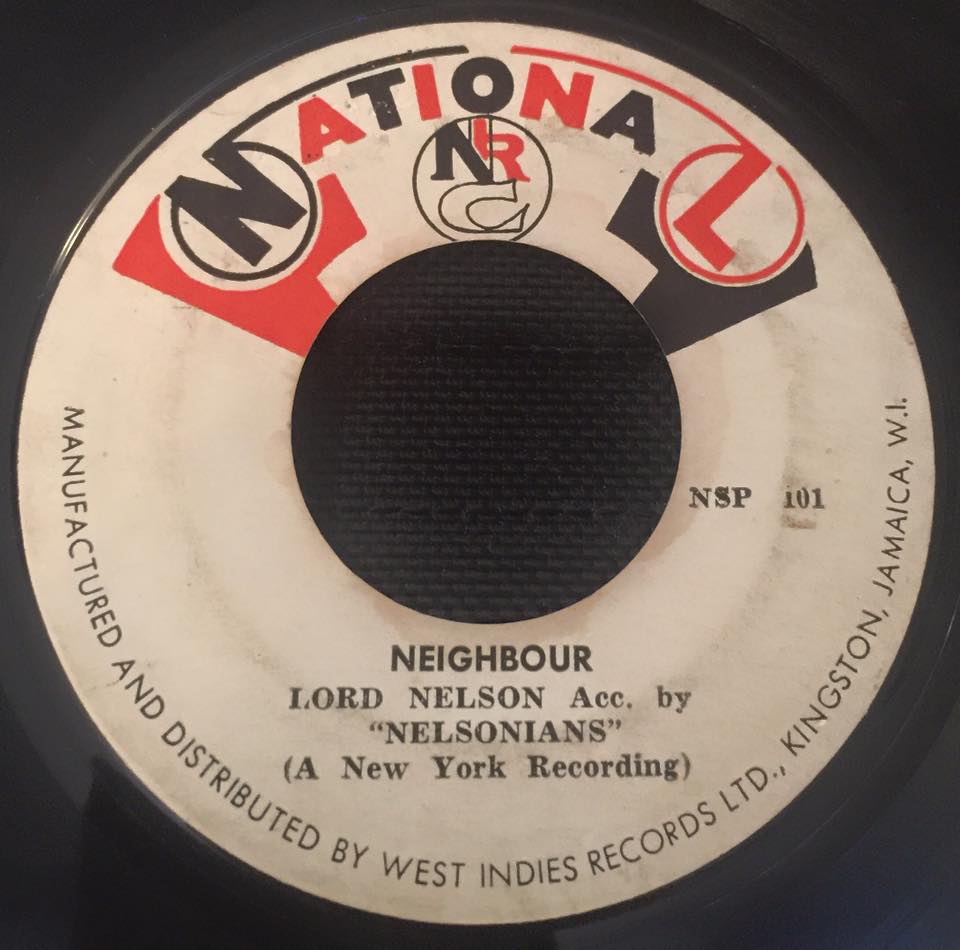 NATIONAL
NRC
NSP 101
NEIGHBOUR
LORD NELSON Acc. by
“NELSONIANS”
(A New York Recording)
MANUFACTURED AND DISTRIBUTED BY WEST INDIES RECORDS LTD., KINGSTON, JAMAICA, W.I.